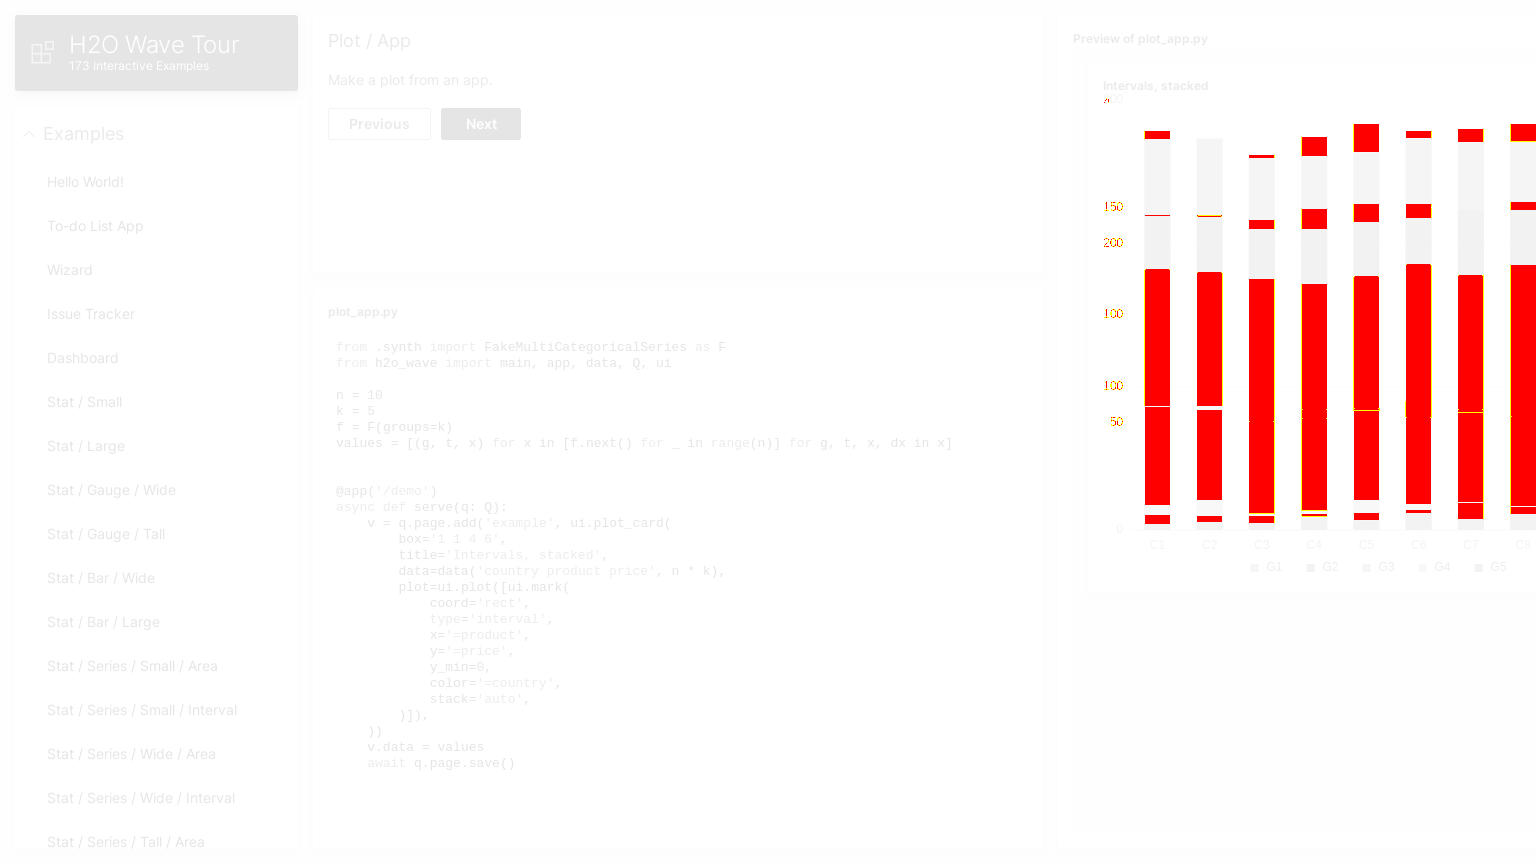 H2O Wave Tour
173 Interactive Examples
Examples
Hello World!
To-do List App
Wizard
Issue Tracker
Dashboard
Stat / Small
Stat / Large
Stat / Gauge / Wide
Stat / Gauge / Tall
Stat / Bar / Wide
Stat / Bar / Large
Stat / Series / Small / Area
Stat / Series / Small / Interval
Stat / Series / Wide / Area
Stat / Series / Wide / Interval
Stat / Series / Tall / Area
Plot / App
Make a plot from an app.
Previous
Next
plot_app.py
from .synth import FakeMultiCategoricalSeries as F
from h2o_wave import main, app, data, Q, ui
n = 10
k = 5
f = F(groups=k)
values = [(g, t, x) for x in [f.next() for _ in range(n)] for g, t, x, dx in x]
@app('/demo')
async def serve(q: Q):
    v = q.page.add('example', ui.plot_card(
        box='1 1 4 6',
        title='Intervals, stacked',
        data=data('country product price', n * k),
        plot=ui.plot([ui.mark(
            coord='rect',
            type='interval',
            x='=product',
            y='=price',
            y_min=0,
            color='=country',
            stack='auto',
        )]),
    ))
    v.data = values
    await q.page.save()
Preview of plot_app.py
Intervals, stacked
150
200
100
100
50
0
C1 C2 C3 C4 C5 C6 C7 C8
G1 G2 G3 G4 G5